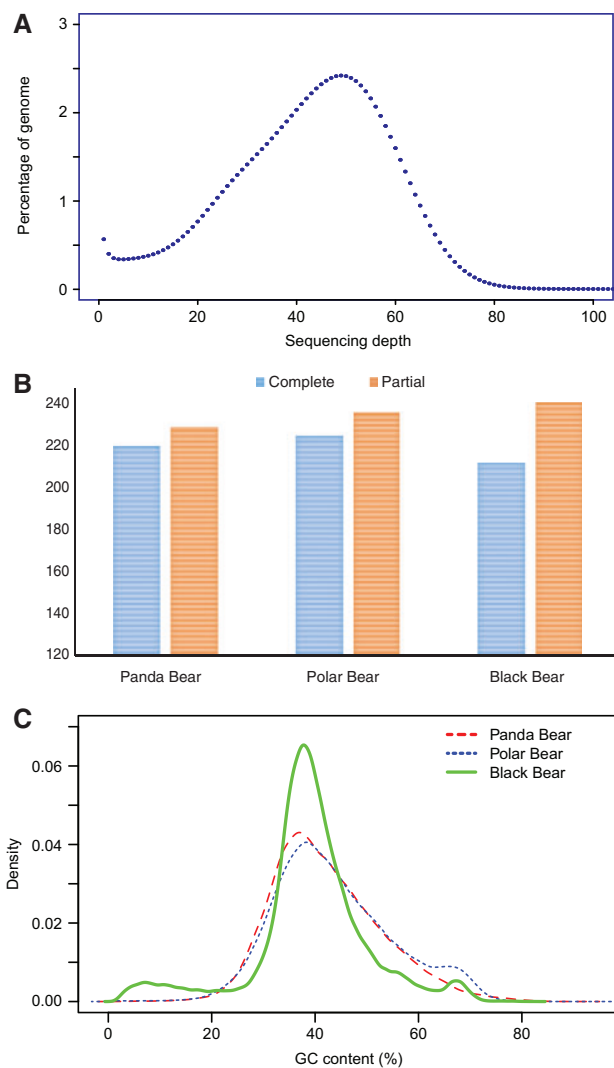 A
Percentage of genome
3
2
1
0
0 20 40 60 80 100
Sequencing depth
B
Complete Partial
240
220
200
180
160
140
120
Panda Bear Polar Bear Black Bear
C
Panda Bear
Polar Bear
Black Bear
Density
0.06
0.04
0.02
0.00
0 20 40 60 80
GC content (%)